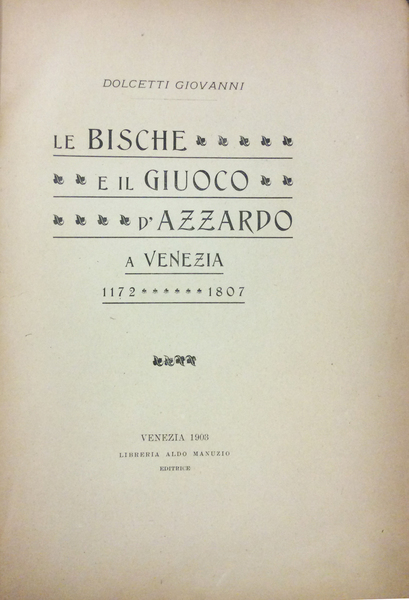 DOLCETTI GIOVANNI
LE BISCHE
E IL GIUOCO
D'AZZARDO
A VENEZIA
1172 ****** 1807
VENEZIA 1903
LIBRERIA ALDO MANUZIO
EDITRICE